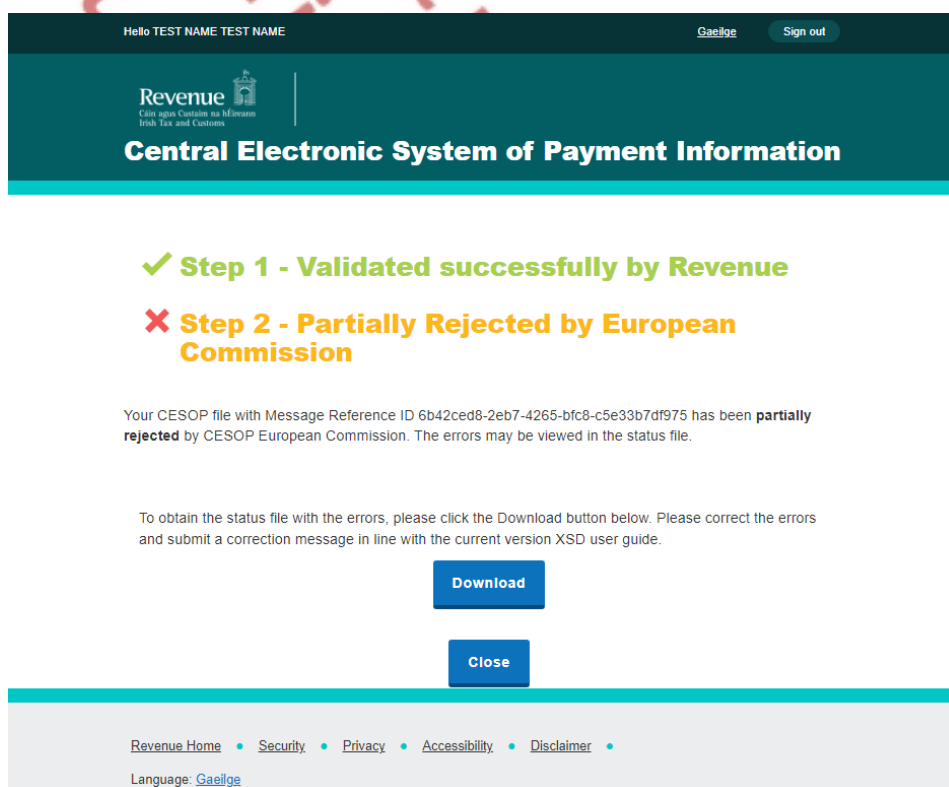 Hello TEST NAME TEST NAME
Gaeilge
Sign out
Revenue
Cáin agus Custaim na hÉireann
Irish Tax and Customs
Central Electronic System of Payment Information
Step 1 - Validated successfully by Revenue
Step 2 - Partially Rejected by European
Commission
Your CESOP file with Message Reference ID 6b42ced8-2eb7-4265-bfc8-c5e33b7df975 has been partially
rejected by CESOP European Commission. The errors may be viewed in the status file.
To obtain the status file with the errors, please click the Download button below. Please correct the errors
and submit a correction message in line with the current version XSD user guide.
Download
Close
Revenue Home • Security • Privacy • Accessibility • Disclaimer •
Language: Gaeilge